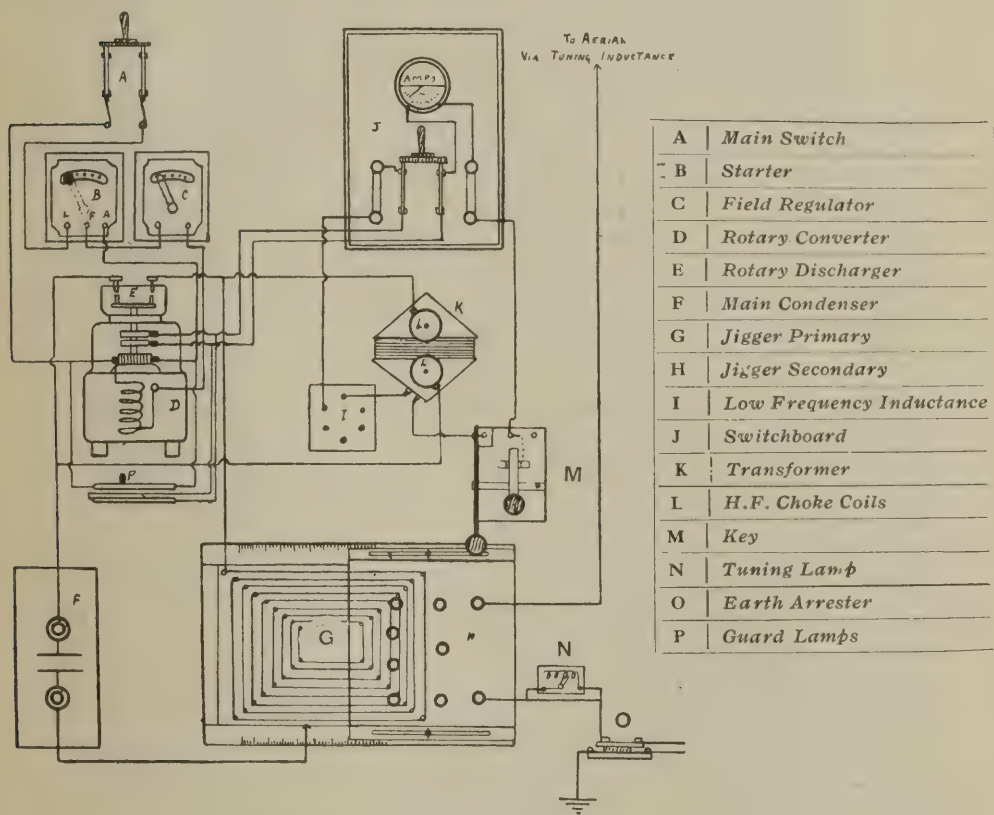 To Aerial
Via Tuning Inductance
A
Amps
J
B
C
L F A
E
K
Lo
L
D
I
P
M
F
G
H
N
O
A Main Switch
B Starter
C Field Regulator
D Rotary Converter
E Rotary Discharger
F Main Condenser
G Jigger Primary
H Jigger Secondary
I Low Frequency Inductance
J Switchboard
K Transformer
L H.F. Choke Coils
M Key
N Tuning Lamp
O Earth Arrester
P Guard Lamps